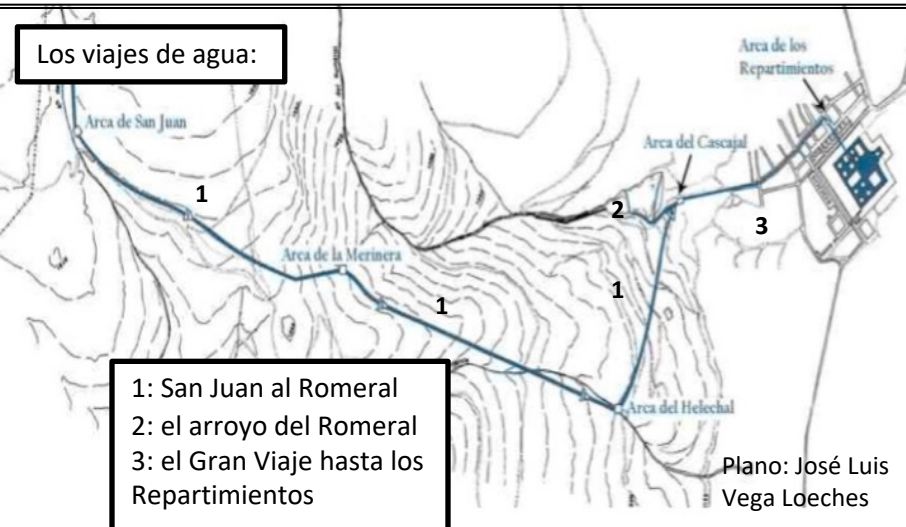 Los viajes de agua:
Arca de los
Repartimientos
Arca de San Juan
Arca del Cascajal
1
2
3
Arca de la Merinera
1
1
Arca del Helechal
1: San Juan al Romeral
2: el arroyo del Romeral
3: el Gran Viaje hasta los
Repartimientos
Plano: José Luis
Vega Loeches